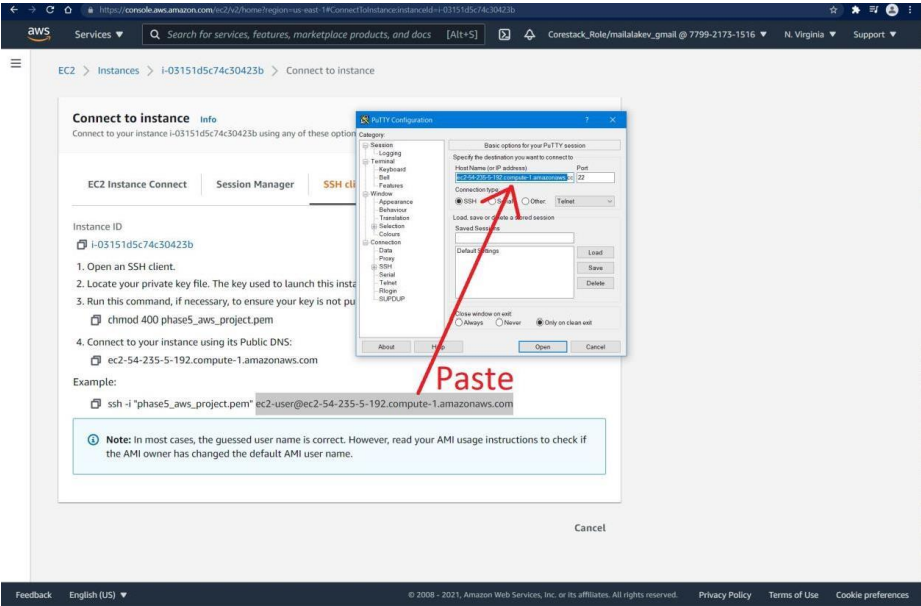 https://console.aws.amazon.com/ec2/v2/home?region=us-east-1#ConnectToInstance:instanceId=i-03151d5c74c30423b
aws Services ▼ Search for services, features, marketplace products, and docs [Alt+S] Corestack_Role/mailalakev_gmail @ 7799-2173-1516 ▼ N. Virginia ▼ Support ▼
EC2 > Instances > i-03151d5c74c30423b > Connect to instance
Connect to instance Info
Connect to your instance i-03151d5c74c30423b using any of these option
EC2 Instance Connect Session Manager SSH cli
Instance ID
i-03151d5c74c30423b
1. Open an SSH client.
2. Locate your private key file. The key used to launch this insta
3. Run this command, if necessary, to ensure your key is not pu
chmod 400 phase5_aws_project.pem
4. Connect to your instance using its Public DNS:
ec2-54-235-5-192.compute-1.amazonaws.com
Example:
ssh -i "phase5_aws_project.pem" ec2-user@ec2-54-235-5-192.compute-1.amazonaws.com
Note: In most cases, the guessed user name is correct. However, read your AMI usage instructions to check if
the AMI owner has changed the default AMI user name.
Cancel
PuTTY Configuration ? ×
Category:
Session
Logging
Terminal
Keyboard
Bell
Features
Window
Appearance
Behaviour
Translation
Selection
Colours
Connection
Data
Proxy
SSH
Serial
Telnet
Rlogin
SUPDUP
Basic options for your PuTTY session
Specify the destination you want to connect to
Host Name (or IP address) Port
ec2-54-235-5-192.compute-1.amazonaws.cc 22
Connection type:
SSH Serial Other: Telnet
Load, save or delete a stored session
Saved Sessions
Default Settings
Load
Save
Delete
Close window on exit:
Always Never Only on clean exit
About Help Open Cancel
Paste
Feedback English (US) ▼ © 2008 - 2021, Amazon Web Services, Inc. or its affiliates. All rights reserved. Privacy Policy Terms of Use Cookie preferences